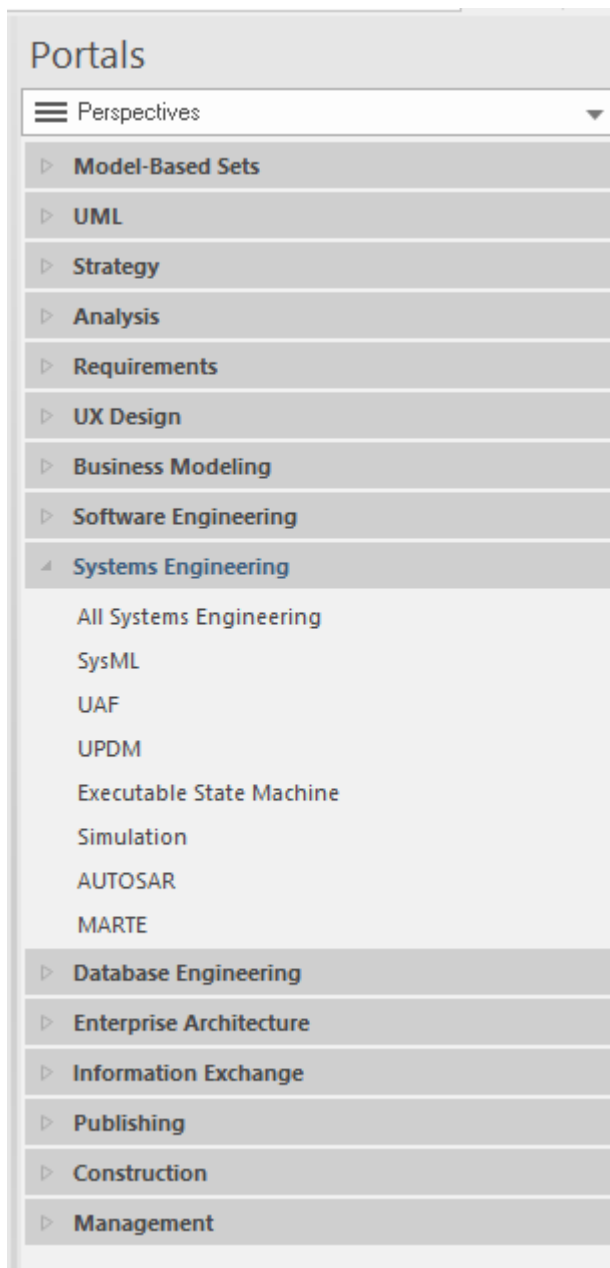 Portals
Perspectives
Model-Based Sets
UML
Strategy
Analysis
Requirements
UX Design
Business Modeling
Software Engineering
Systems Engineering
All Systems Engineering
SysML
UAF
UPDM
Executable State Machine
Simulation
AUTOSAR
MARTE
Database Engineering
Enterprise Architecture
Information Exchange
Publishing
Construction
Management